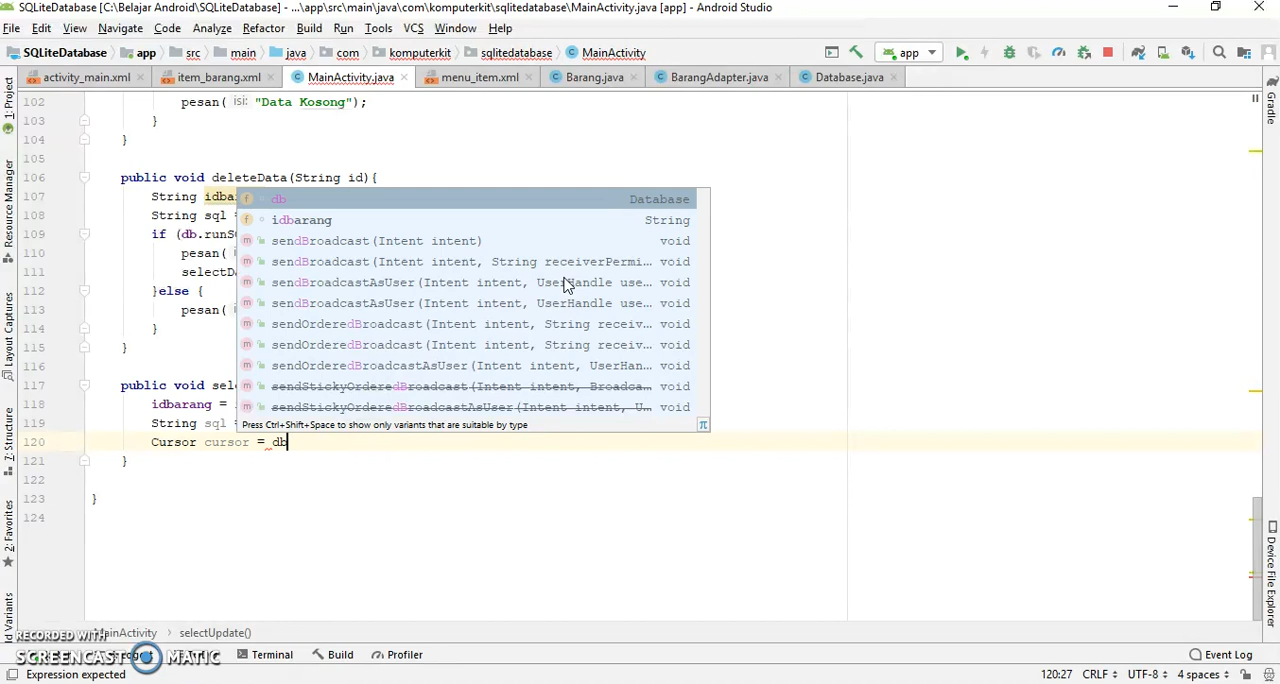 SQLiteDatabase [C:\Belajar Android\SQLiteDatabase] - ...\app\src\main\java\com\komputerkit\sqlitedatabase\MainActivity.java [app] - Android Studio
File Edit View Navigate Code Analyze Refactor Build Run Tools VCS Window Help
SQLiteDatabase app src main java com komputerkit sqlitedatabase MainActivity app
activity_main.xml item_barang.xml MainActivity.java menu_item.xml Barang.java BarangAdapter.java Database.java
1: Project
Resource Manager
Layout Captures
7: Structure
2: Favorites
Variants
Gradle
Device File Explorer
102 pesan( isi: "Data Kosong");
103 }
104 }
105
106 public void deleteData(String id){
107 String idbar
108 String sql =
109 if (db.runS
110 pesan(
111 selectDa
112 }else {
113 pesan(
114 }
115 }
116
117 public void sele
118 idbarang =
119 String sql =
120 Cursor cursor = db
121 }
122
123 }
124
db Database
idbarang String
sendBroadcast(Intent intent) void
sendBroadcast(Intent intent, String receiverPermi... void
sendBroadcastAsUser(Intent intent, UserHandle use... void
sendBroadcastAsUser(Intent intent, UserHandle use... void
sendOrderedBroadcast(Intent intent, String receiv... void
sendOrderedBroadcast(Intent intent, String receiv... void
sendOrderedBroadcastAsUser(Intent intent, UserHan... void
sendStickyOrderedBroadcast(Intent intent, Broadca... void
sendStickyOrderedBroadcastAsUser(Intent intent, U... void
Press Ctrl+Shift+Space to show only variants that are suitable by type π
MainActivity selectUpdate()
RECORDED WITH
SCREENCAST MATIC
Terminal Build Profiler Event Log
Expression expected 120:27 CRLF UTF-8 4 spaces